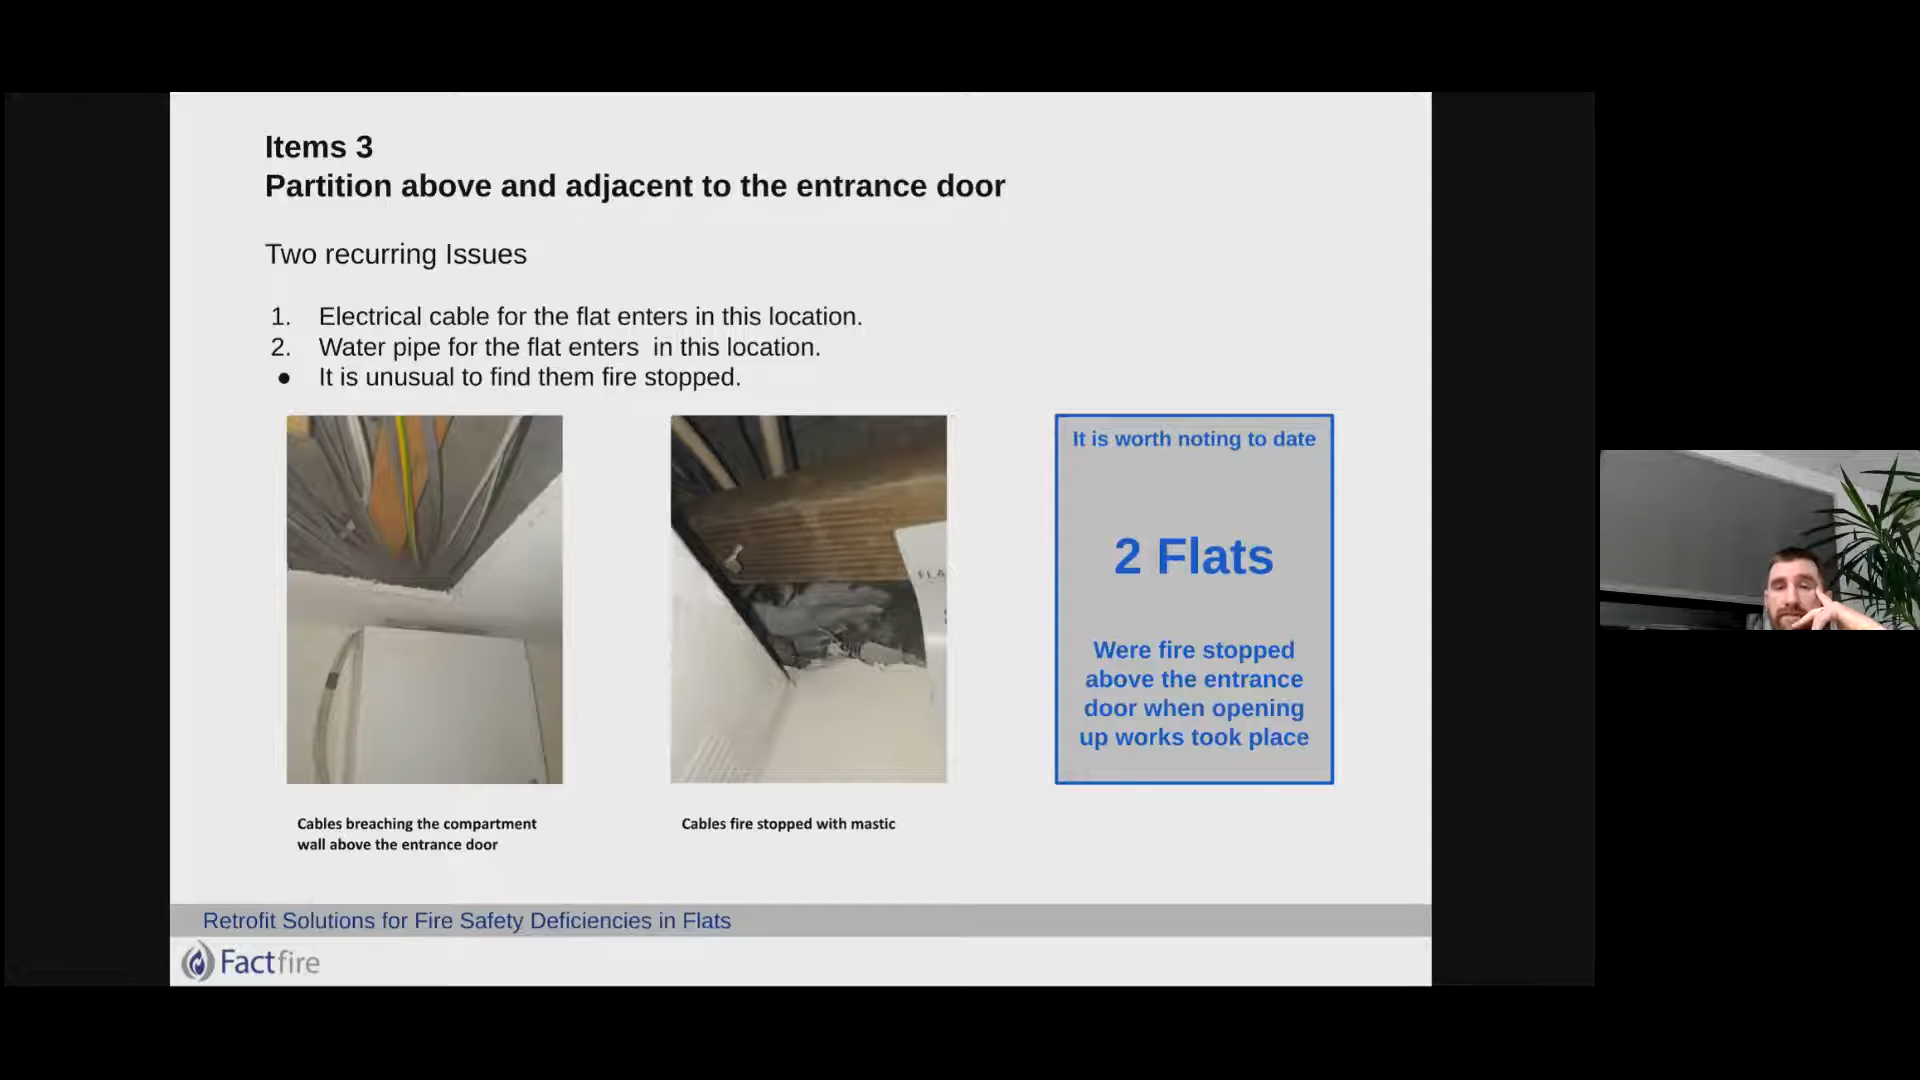 Items 3
Partition above and adjacent to the entrance door
Two recurring Issues
1. Electrical cable for the flat enters in this location.
2. Water pipe for the flat enters in this location.
● It is unusual to find them fire stopped.
It is worth noting to date
2 Flats
Were fire stopped
above the entrance
door when opening
up works took place
Cables breaching the compartment
wall above the entrance door
Cables fire stopped with mastic
Retrofit Solutions for Fire Safety Deficiencies in Flats
Factfire